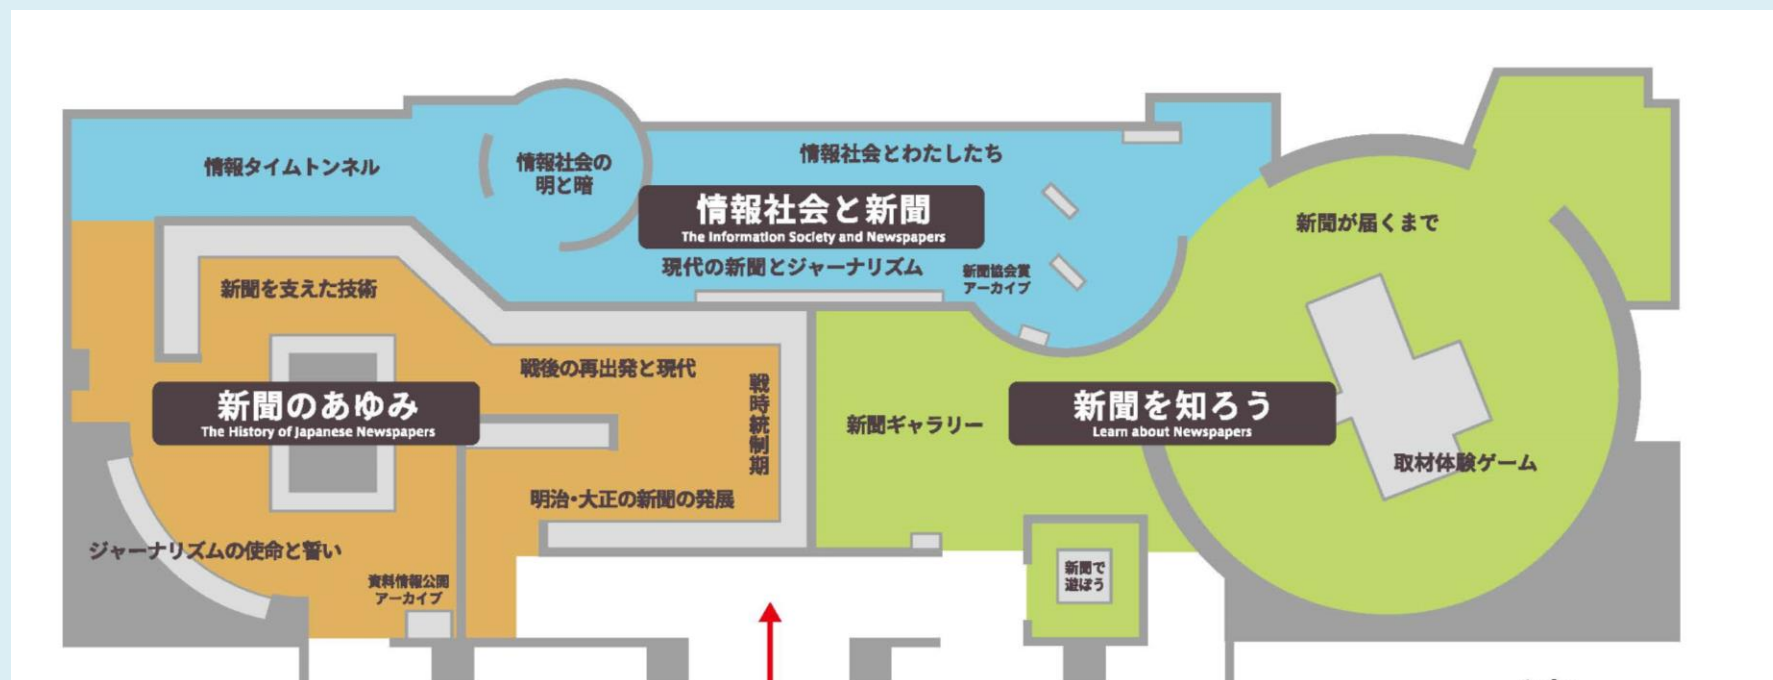 情報タイムトンネル
情報社会の
明と暗
情報社会とわたしたち
情報社会と新聞
The Information Society and Newspapers
現代の新聞とジャーナリズム
新聞協会賞
アーカイブ
新聞が届くまで
新聞を支えた技術
戦後の再出発と現代
戦時統制期
新聞のあゆみ
The History of Japanese Newspapers
新聞ギャラリー
新聞を知ろう
Learn about Newspapers
取材体験ゲーム
明治・大正の新聞の発展
ジャーナリズムの使命と誓い
資料情報公開
アーカイブ
新聞で
遊ぼう